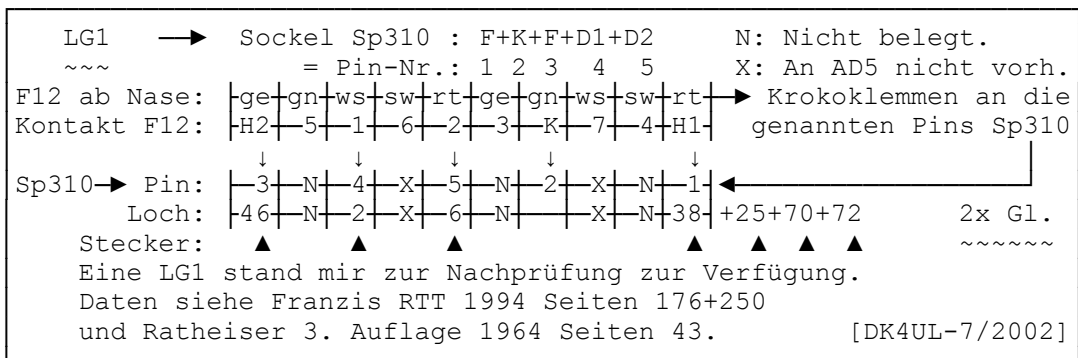 LG1 ──► Sockel Sp310 : F+K+F+D1+D2 N: Nicht belegt.
~~~ = Pin-Nr.: 1 2 3 4 5 X: An AD5 nicht vorh.
F12 ab Nase: ├ge┼gn┼ws┼sw┼rt┼ge┼gn┼ws┼sw┼rt┼─► Krokoklemmen an die
Kontakt F12: ├H2┼─5┼─1┼─6┼─2┼─3┼─K┼─7┼─4┼H1┤ genannten Pins Sp310
↓ ↓ ↓ ↓ ↓
Sp310─► Pin: ├─3┼─N┼─4┼─X┼─5┼─N┼─2┼─X┼─N┼─1┤◄
Loch: ├46┼─N┼─2┼─X┼─6┼─N┼──┼─X┼─N┼38┤+25+70+72 2x Gl.
Stecker: ▲ ▲ ▲ ▲ ▲ ▲ ▲ ~~~~~~
Eine LG1 stand mir zur Nachprüfung zur Verfügung.
Daten siehe Franzis RTT 1994 Seiten 176+250
und Ratheiser 3. Auflage 1964 Seiten 43. [DK4UL-7/2002]